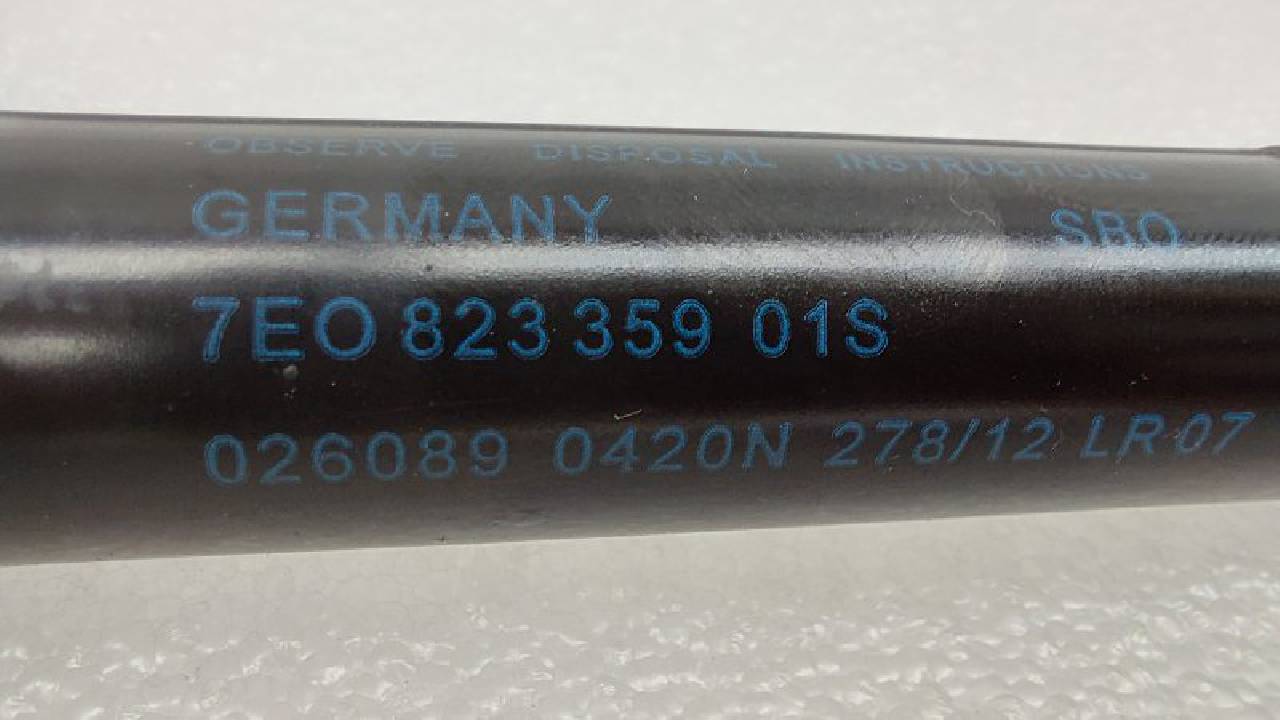 OBSERVE DISPOSAL INSTRUCTIONS
GERMANY SBO
7E0 823 359 01S
026089 0420N 278/12 LR07